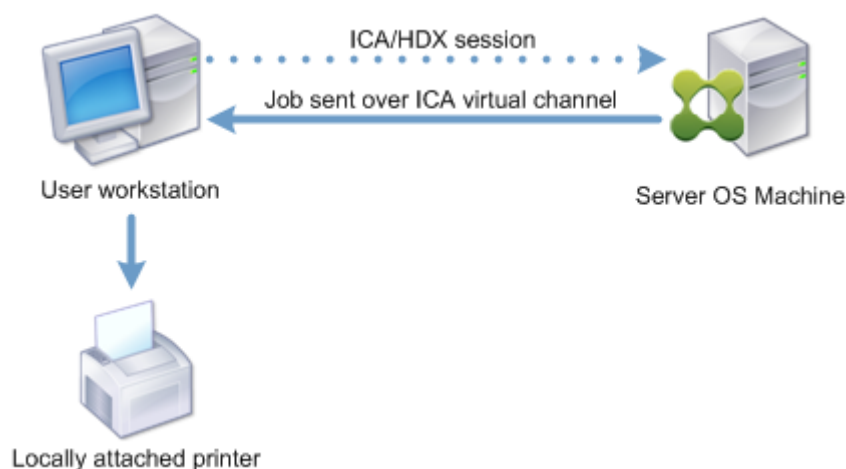 ICA/HDX session
Job sent over ICA virtual channel
User workstation
Server OS Machine
Locally attached printer